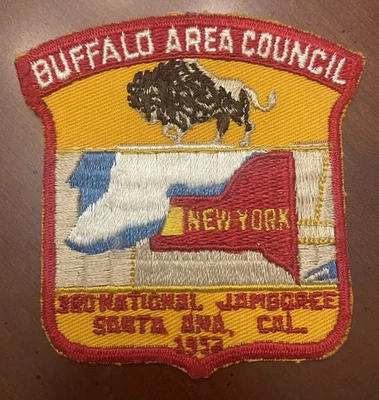 BUFFALO AREA COUNCIL
NEW YORK
3RD NATIONAL JAMBOREE
SANTA ANA, CAL.
1953